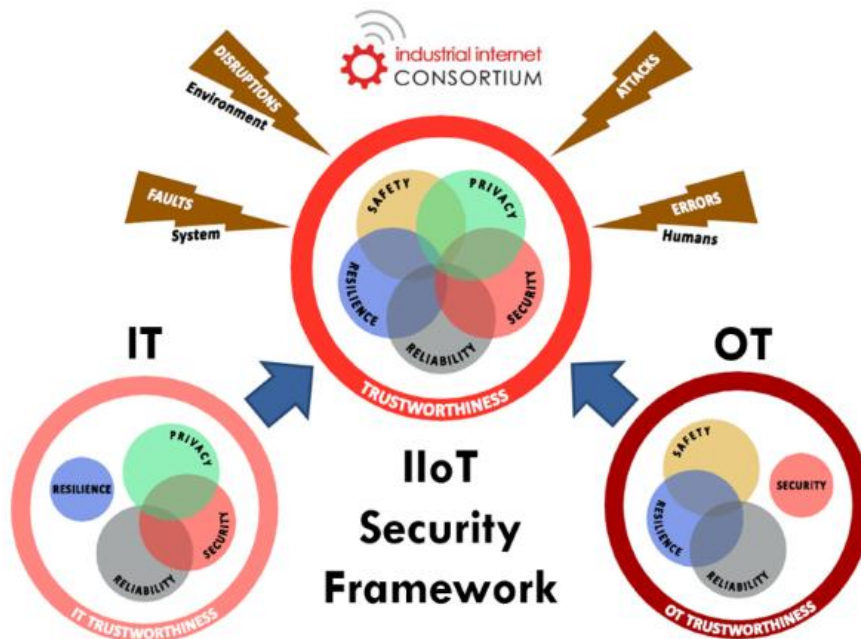 industrial internet
CONSORTIUM
DISRUPTIONS
Environment
ATTACKS
FAULTS
System
ERRORS
Humans
SAFETY
PRIVACY
RESILIENCE
SECURITY
RELIABILITY
TRUSTWORTHINESS
IT
OT
PRIVACY
RESILIENCE
SECURITY
RELIABILITY
IT TRUSTWORTHINESS
IIoT
Security
Framework
SAFETY
SECURITY
RESILIENCE
RELIABILITY
OT TRUSTWORTHINESS